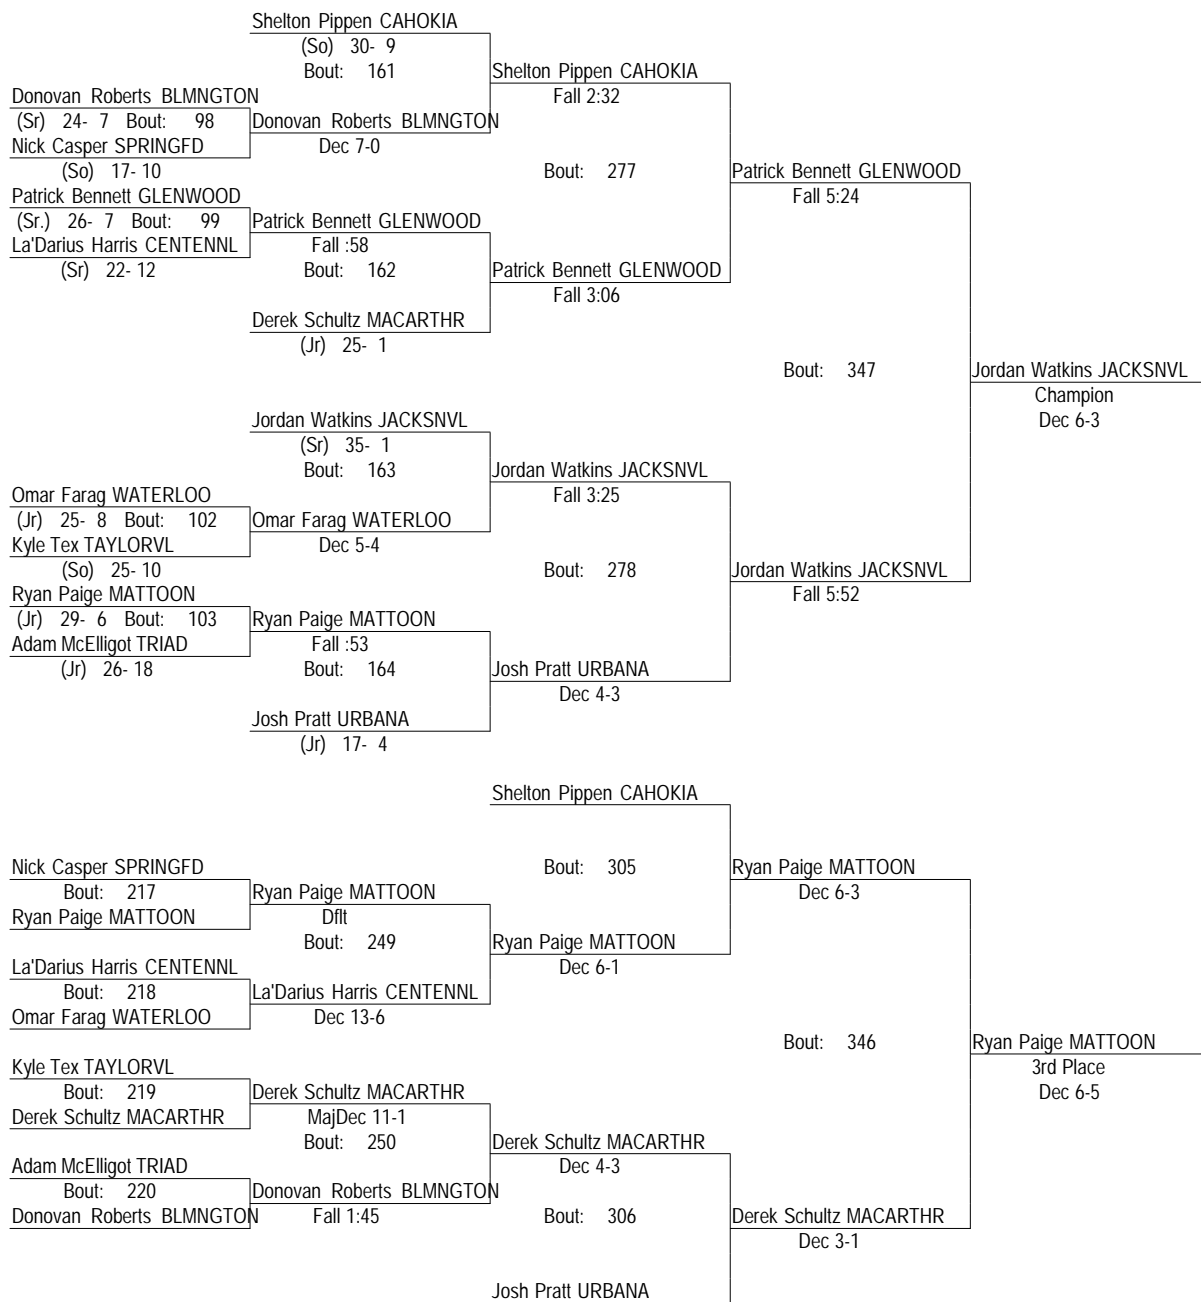 Shelton Pippen CAHOKIA
(So) 30- 9
Bout: 161
Shelton Pippen CAHOKIA
Fall 2:32
Donovan Roberts BLMNGTON
(Sr) 24- 7 Bout: 98
Donovan Roberts BLMNGTON
Dec 7-0
Nick Casper SPRINGFD
(So) 17- 10
Bout: 277
Patrick Bennett GLENWOOD
Fall 5:24
Patrick Bennett GLENWOOD
(Sr.) 26- 7 Bout: 99
Patrick Bennett GLENWOOD
Fall :58
Bout: 162
La'Darius Harris CENTENNL
(Sr) 22- 12
Patrick Bennett GLENWOOD
Fall 3:06
Derek Schultz MACARTHR
(Jr) 25- 1
Bout: 347
Jordan Watkins JACKSNVL
Champion
Dec 6-3
Jordan Watkins JACKSNVL
(Sr) 35- 1
Bout: 163
Jordan Watkins JACKSNVL
Fall 3:25
Omar Farag WATERLOO
(Jr) 25- 8 Bout: 102
Omar Farag WATERLOO
Dec 5-4
Kyle Tex TAYLORVL
(So) 25- 10
Bout: 278
Jordan Watkins JACKSNVL
Fall 5:52
Ryan Paige MATTOON
(Jr) 29- 6 Bout: 103
Ryan Paige MATTOON
Fall :53
Bout: 164
Adam McElligot TRIAD
(Jr) 26- 18
Josh Pratt URBANA
Dec 4-3
Josh Pratt URBANA
(Jr) 17- 4
Shelton Pippen CAHOKIA
Bout: 305
Ryan Paige MATTOON
Dec 6-3
Nick Casper SPRINGFD
Bout: 217
Ryan Paige MATTOON
Ryan Paige MATTOON
Dflt
Bout: 249
Ryan Paige MATTOON
Dec 6-1
La'Darius Harris CENTENNL
Bout: 218
Omar Farag WATERLOO
La'Darius Harris CENTENNL
Dec 13-6
Bout: 346
Ryan Paige MATTOON
3rd Place
Dec 6-5
Kyle Tex TAYLORVL
Bout: 219
Derek Schultz MACARTHR
Derek Schultz MACARTHR
MajDec 11-1
Bout: 250
Derek Schultz MACARTHR
Dec 4-3
Adam McElligot TRIAD
Bout: 220
Donovan Roberts BLMNGTON
Donovan Roberts BLMNGTON
Fall 1:45
Bout: 306
Derek Schultz MACARTHR
Dec 3-1
Josh Pratt URBANA